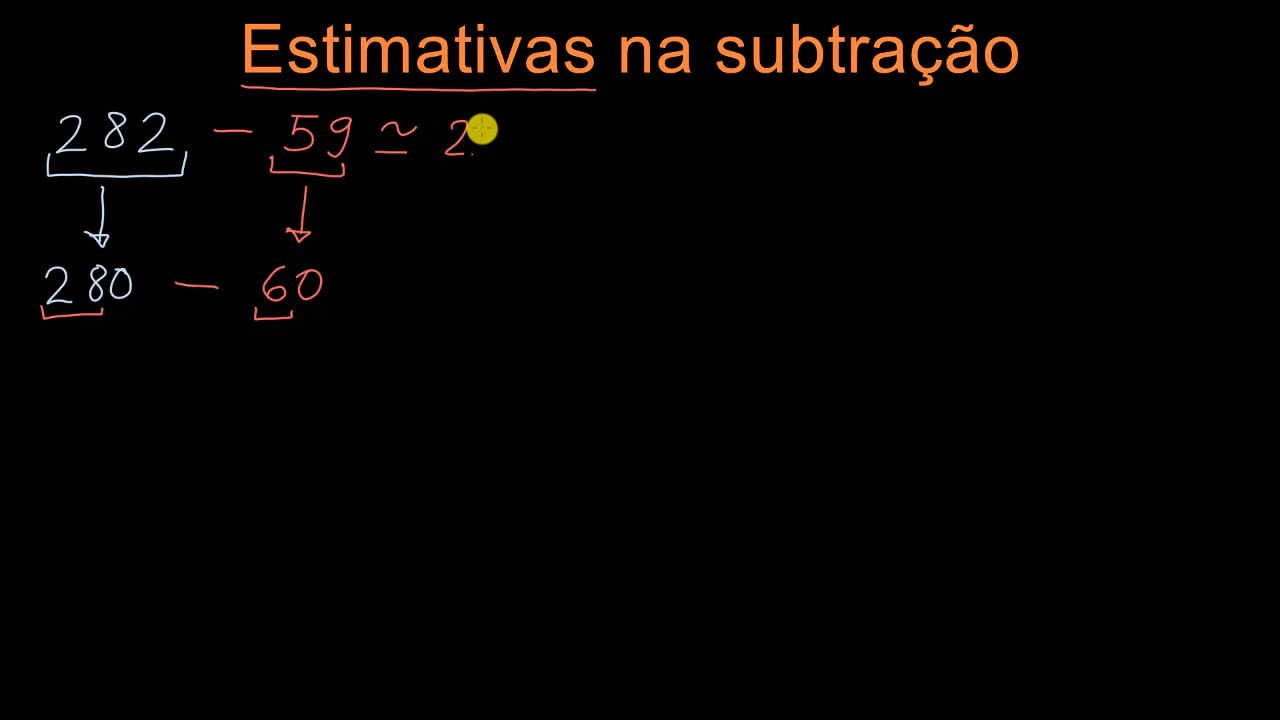 Estimativas na subtração
282 - 59 ≃ 2
280 - 60